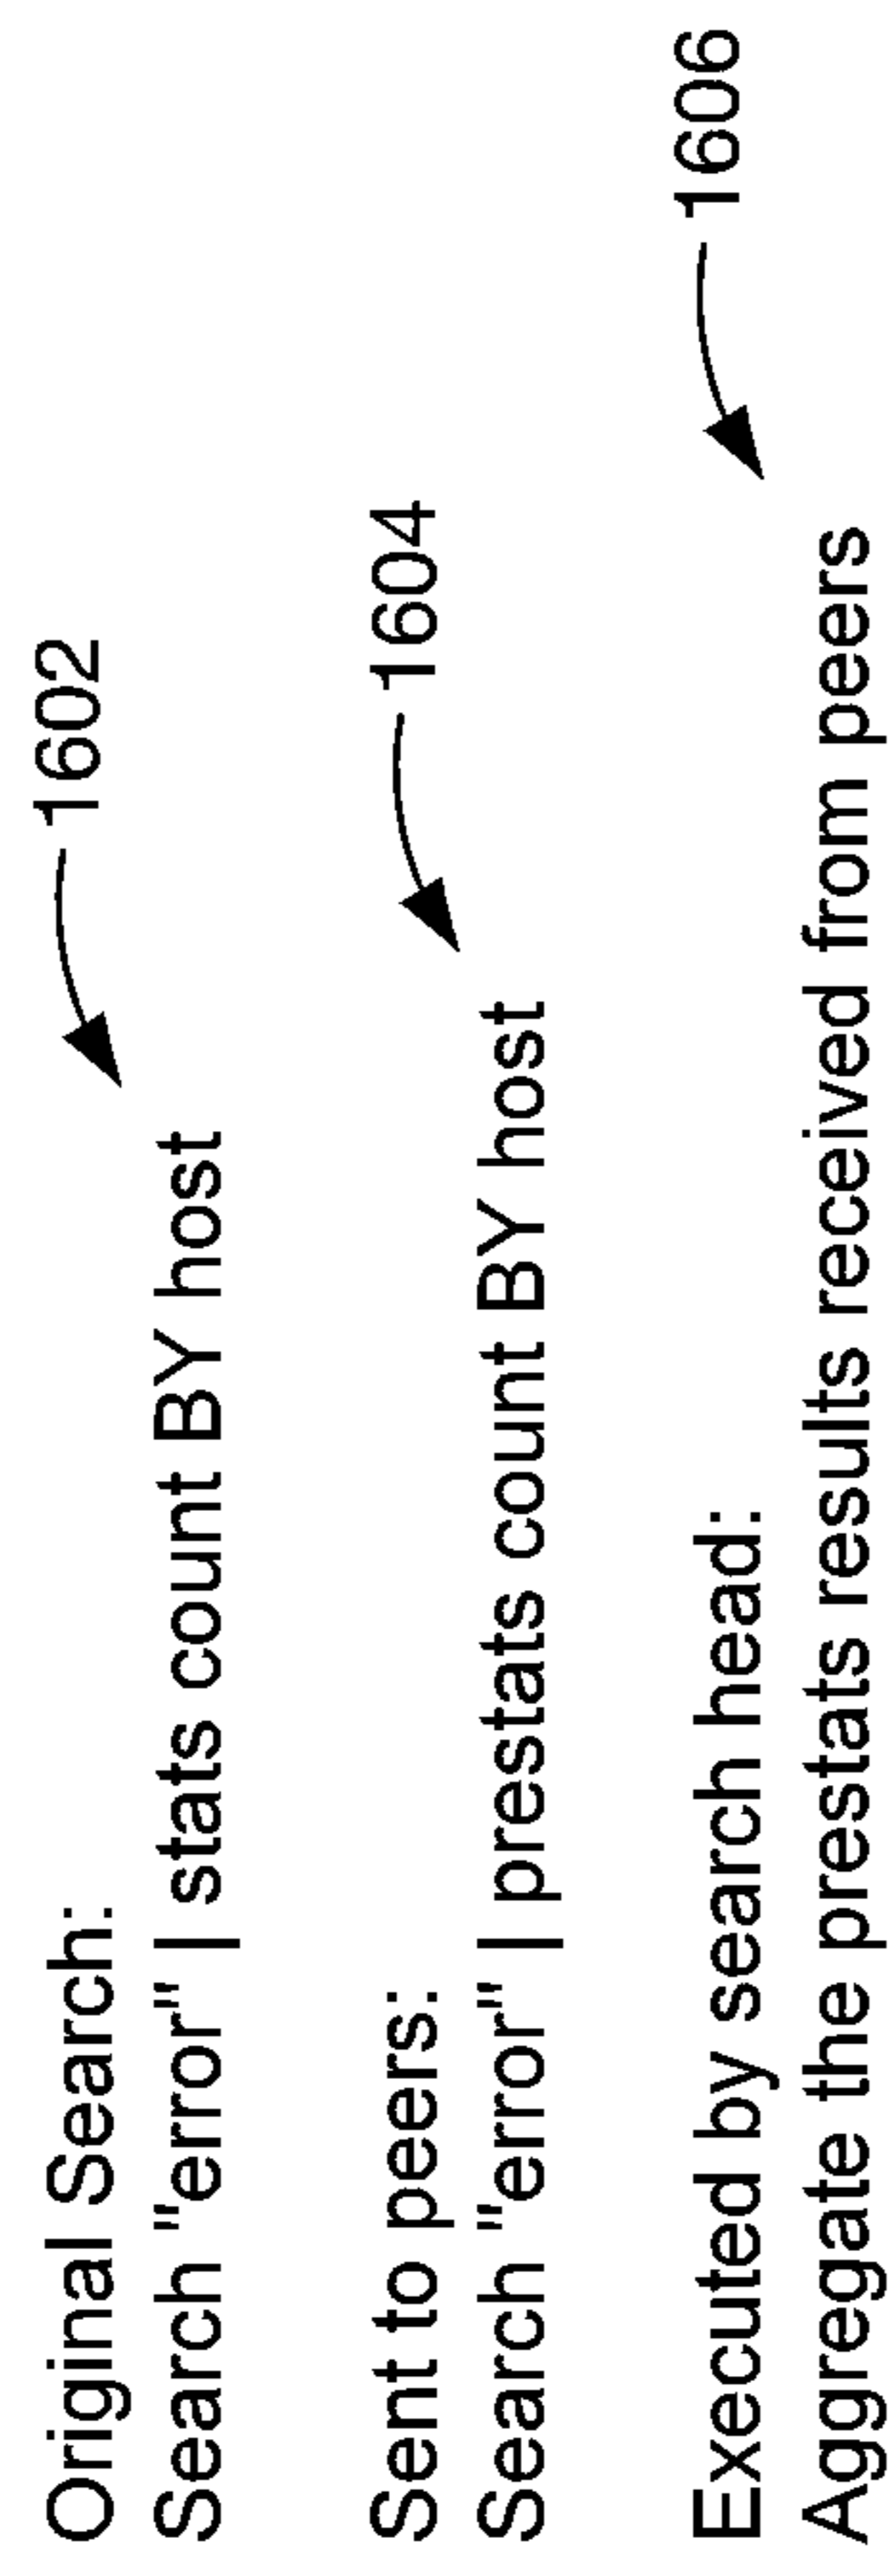 Original Search: 1602
Search "error" | stats count BY host
Sent to peers: 1604
Search "error" | prestats count BY host
Executed by search head: 1606
Aggregate the prestats results received from peers